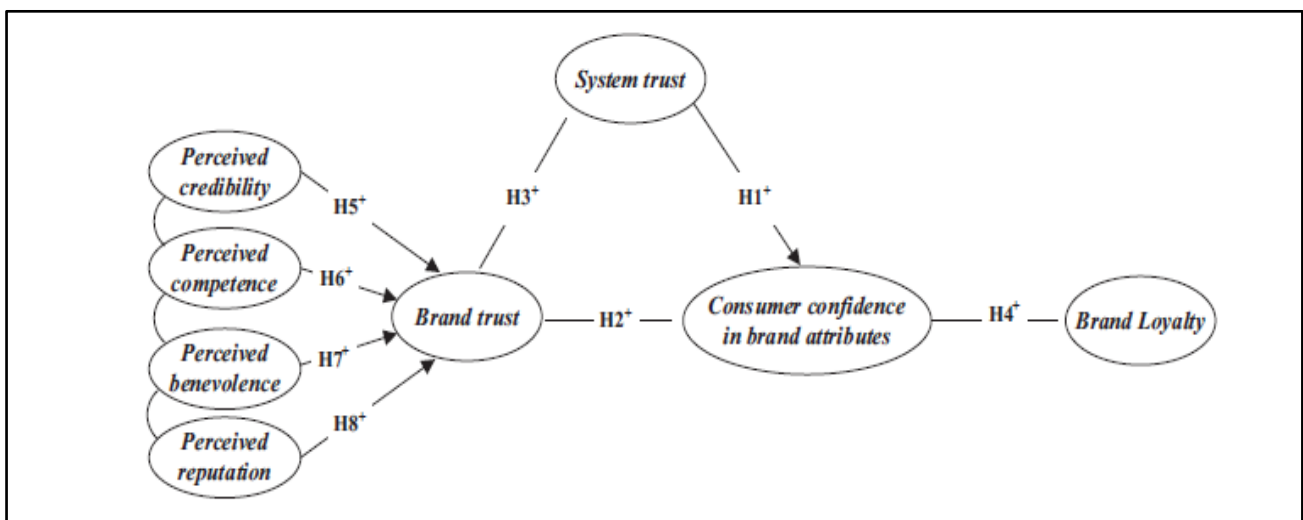 System trust
Perceived
credibility
H5+
H3+
H1+
Perceived
competence
H6+
Brand trust
H2+
Consumer confidence
in brand attributes
H4+
Brand Loyalty
Perceived
benevolence
H7+
H8+
Perceived
reputation